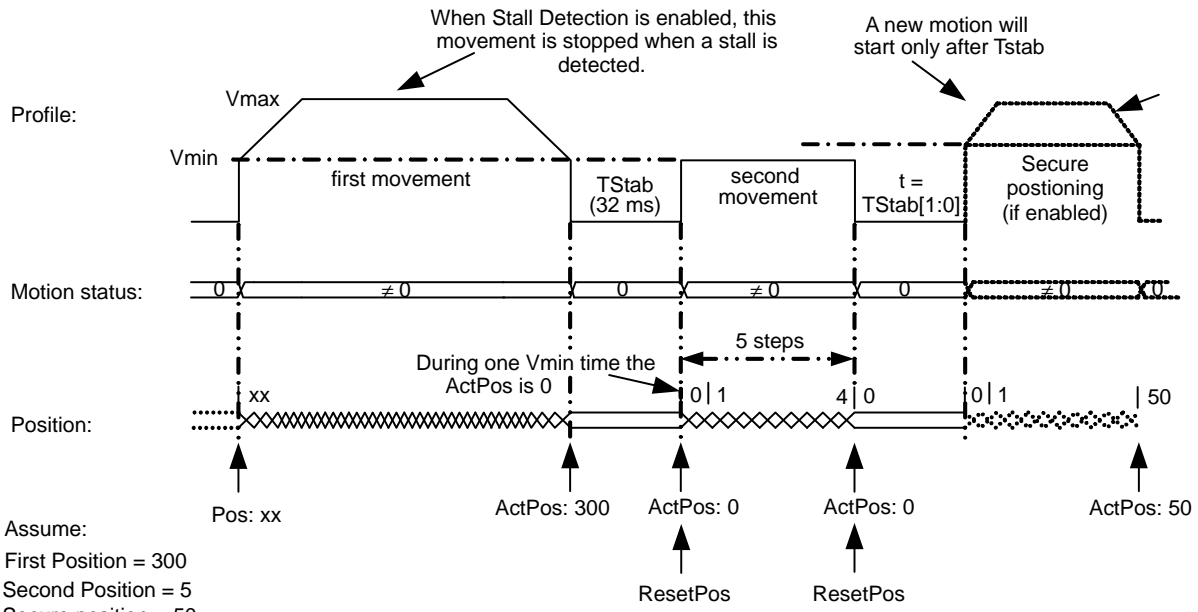 When Stall Detection is enabled, this
movement is stopped when a stall is
detected.
A new motion will
start only after Tstab
Profile:
Vmax
Vmin
first movement
TStab
(32 ms)
second
movement
t =
TStab[1:0]
Secure
postioning
(if enabled)
Motion status:
0
≠ 0
0
≠ 0
0
≠ 0
0
5 steps
During one Vmin time the
ActPos is 0
xx
0 | 1
4 | 0
0 | 1
50
Position:
Pos: xx
ActPos: 300
ActPos: 0
ActPos: 0
ActPos: 50
ResetPos
ResetPos
Assume:
First Position = 300
Second Position = 5
Secure position = 50